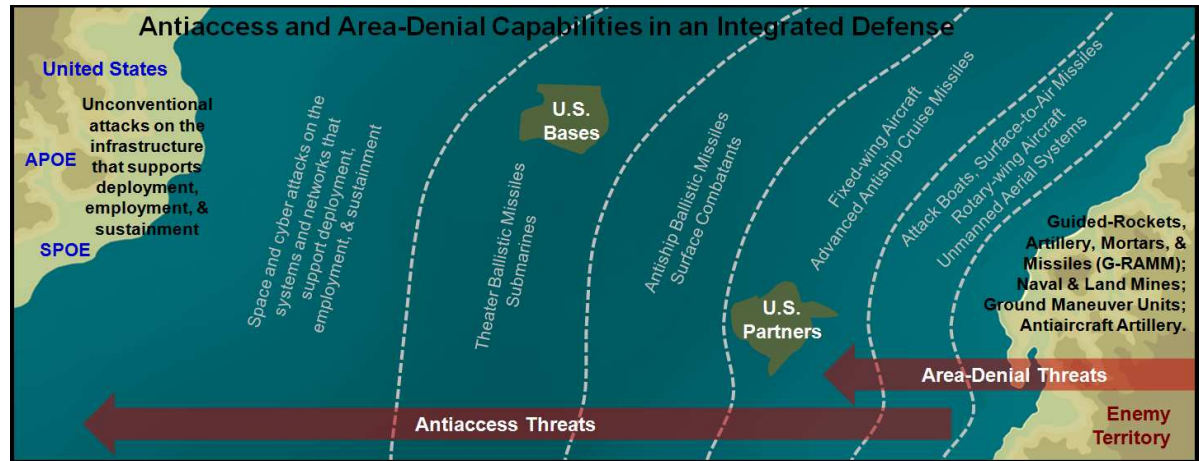 Antiaccess and Area-Denial Capabilities in an Integrated Defense
United States
Unconventional
attacks on the
infrastructure
that supports
deployment,
employment, &
sustainment
APOE
SPOE
Space and cyber attacks on the
systems and networks that
support deployment,
employment, & sustainment
Theater Ballistic Missiles
Submarines
U.S.
Bases
Antiship Ballistic Missiles
Surface Combatants
U.S.
Partners
Fixed-wing Aircraft
Advanced Antiship Cruise Missiles
Attack Boats, Surface-to-Air Missiles
Rotary-wing Aircraft
Unmanned Aerial Systems
Guided-Rockets,
Artillery, Mortars, &
Missiles (G-RAMM);
Naval & Land Mines;
Ground Maneuver Units;
Antiaircraft Artillery.
Area-Denial Threats
Antiaccess Threats
Enemy
Territory